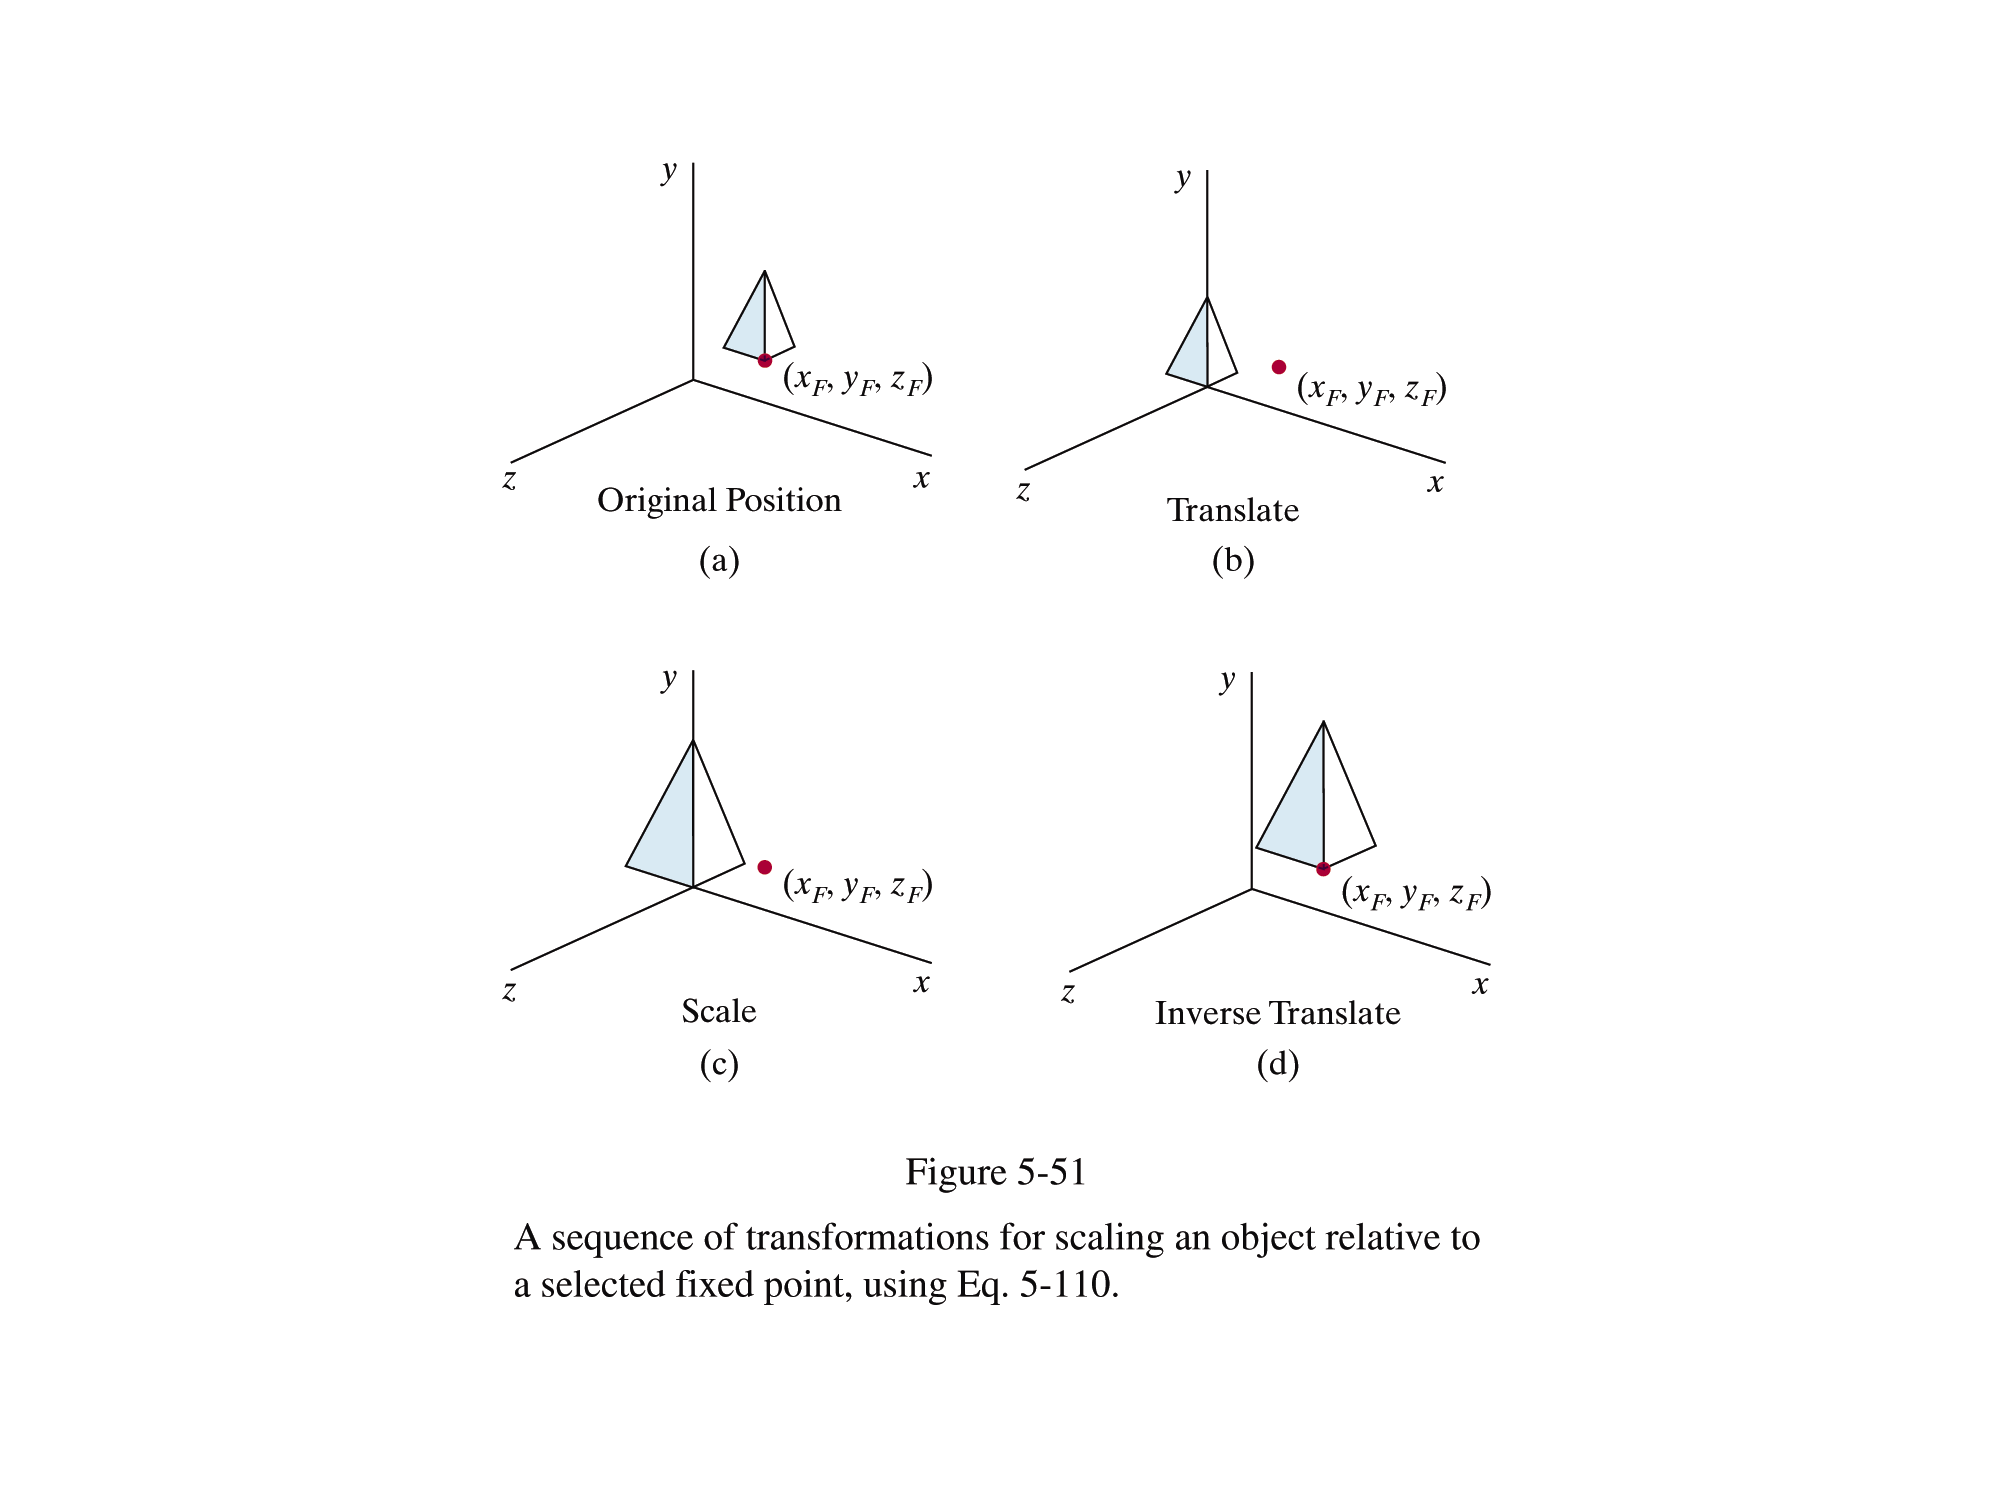 y
(x_F, y_F, z_F)
z
x
Original Position
(a)
y
(x_F, y_F, z_F)
z
x
Translate
(b)
y
(x_F, y_F, z_F)
z
x
Scale
(c)
y
(x_F, y_F, z_F)
z
x
Inverse Translate
(d)
Figure 5-51
A sequence of transformations for scaling an object relative to
a selected fixed point, using Eq. 5-110.